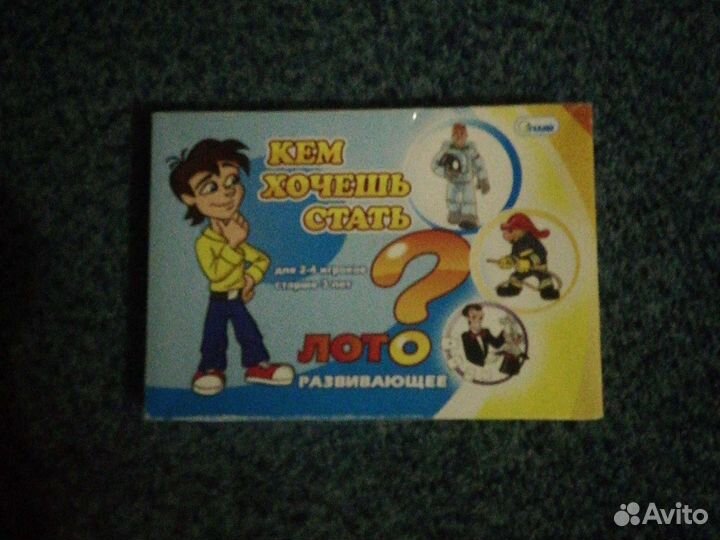 КЕМ
ХОЧЕШЬ
СТАТЬ
?
для 2-4 игроков
старше 3 лет
ЛОТО
РАЗВИВАЮЩЕЕ
Avito